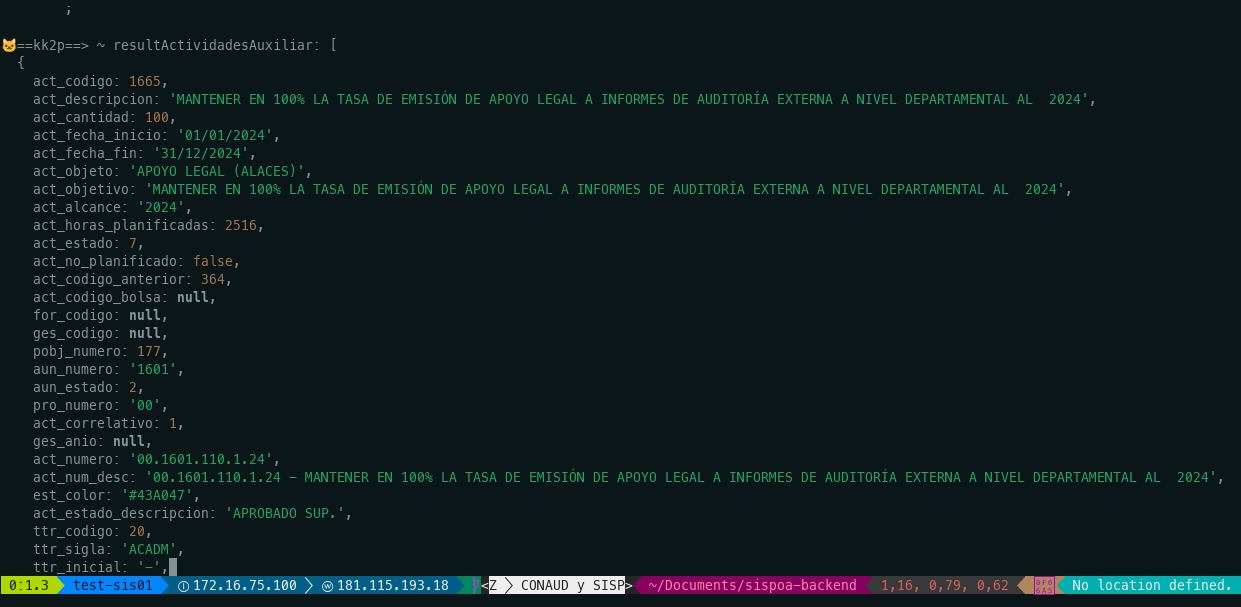 ;
==kk2p==> ~ resultActividadesAuxiliar: [
{
act_codigo: 1665,
act_descripcion: 'MANTENER EN 100% LA TASA DE EMISIÓN DE APOYO LEGAL A INFORMES DE AUDITORÍA EXTERNA A NIVEL DEPARTAMENTAL AL  2024',
act_cantidad: 100,
act_fecha_inicio: '01/01/2024',
act_fecha_fin: '31/12/2024',
act_objeto: 'APOYO LEGAL (ALACES)',
act_objetivo: 'MANTENER EN 100% LA TASA DE EMISIÓN DE APOYO LEGAL A INFORMES DE AUDITORÍA EXTERNA A NIVEL DEPARTAMENTAL AL  2024',
act_alcance: '2024',
act_horas_planificadas: 2516,
act_estado: 7,
act_no_planificado: false,
act_codigo_anterior: 364,
act_codigo_bolsa: null,
for_codigo: null,
ges_codigo: null,
pobj_numero: 177,
aun_numero: '1601',
aun_estado: 2,
pro_numero: '00',
act_correlativo: 1,
ges_anio: null,
act_numero: '00.1601.110.1.24',
act_num_desc: '00.1601.110.1.24 - MANTENER EN 100% LA TASA DE EMISIÓN DE APOYO LEGAL A INFORMES DE AUDITORÍA EXTERNA A NIVEL DEPARTAMENTAL AL  2024',
est_color: '#43A047',
act_estado_descripcion: 'APROBADO SUP.',
ttr_codigo: 20,
ttr_sigla: 'ACADM',
ttr_inicial: '-',
0:1.3 test-sis01 ⓘ 172.16.75.100 ⓦ 181.115.193.18 <Z CONAUD y SISP> ~/Documents/sispoa-backend 1,16, 0,79, 0,62 No location defined.